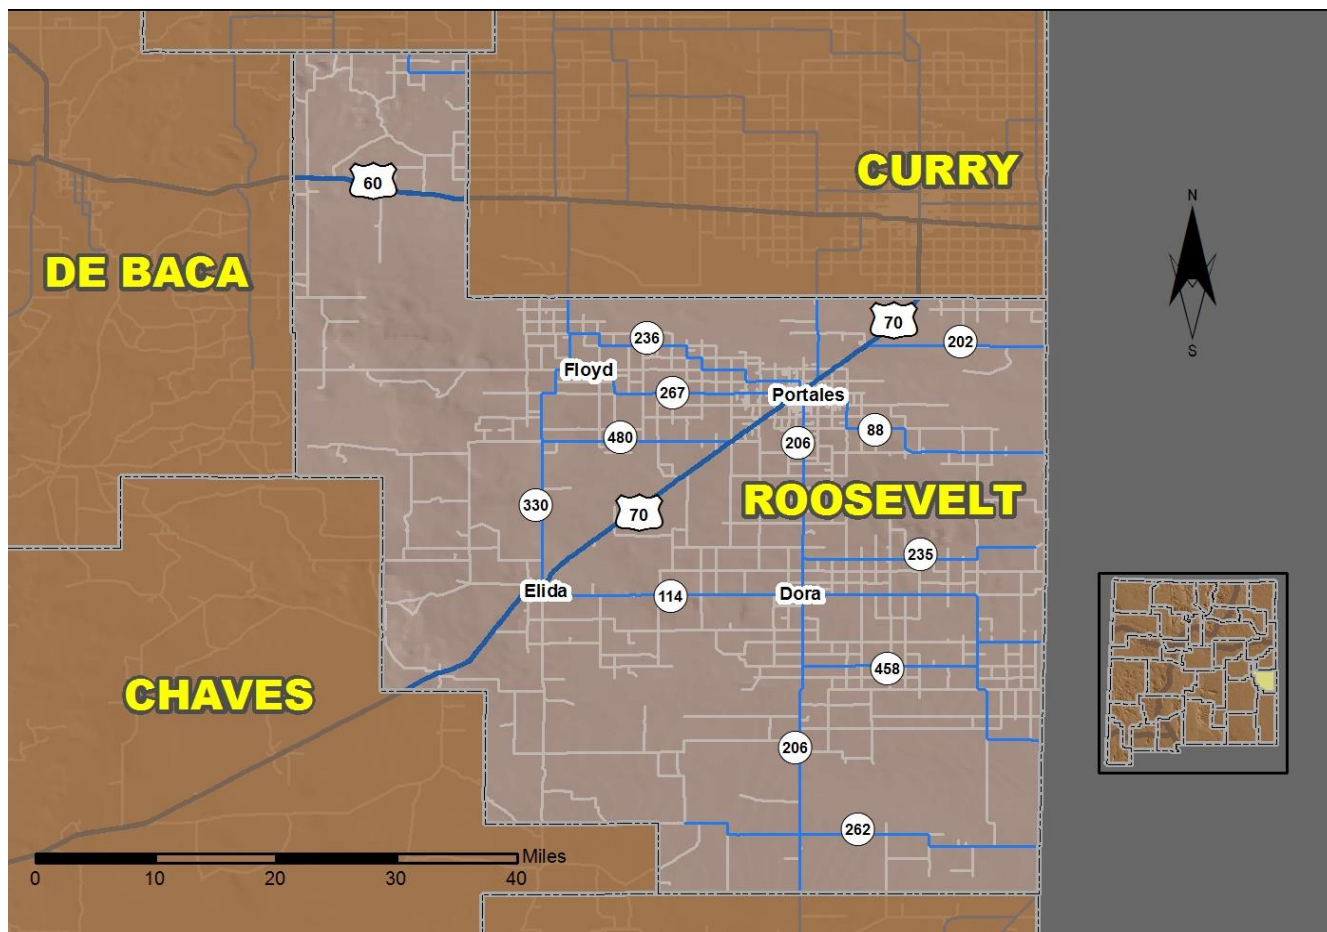 CURRY
60
N
DE BACA
70
236
202
S
Floyd
267
Portales
480
206
88
ROOSEVELT
330
70
235
Elida
114
Dora
458
CHAVES
206
262
Miles
0 10 20 30 40